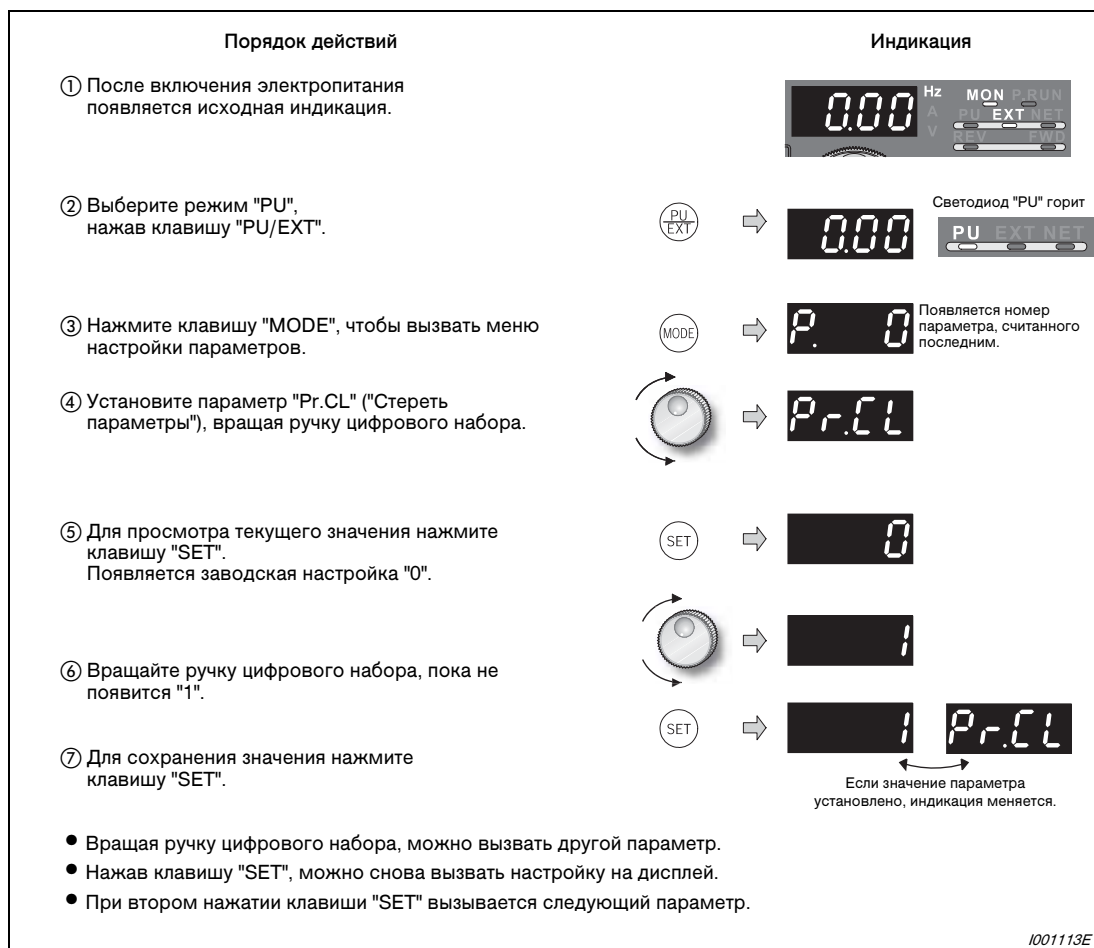 Порядок действий
Индикация
① После включения электропитания
появляется исходная индикация.
0.00
Hz
A
V
MON P.RUN
PU EXT NET
REV FWD
② Выберите режим "PU",
нажав клавишу "PU/EXT".
PU
EXT
0.00
Светодиод "PU" горит
PU EXT NET
③ Нажмите клавишу "MODE", чтобы вызвать меню
настройки параметров.
MODE
P. 0
Появляется номер
параметра, считанного
последним.
④ Установите параметр "Pr.CL" ("Стереть
параметры"), вращая ручку цифрового набора.
Pr.CL
⑤ Для просмотра текущего значения нажмите
клавишу "SET".
Появляется заводская настройка "0".
SET
0
1
⑥ Вращайте ручку цифрового набора, пока не
появится "1".
SET
1
Pr.CL
⑦ Для сохранения значения нажмите
клавишу "SET".
Если значение параметра
установлено, индикация меняется.
● Вращая ручку цифрового набора, можно вызвать другой параметр.
● Нажав клавишу "SET", можно снова вызвать настройку на дисплей.
● При втором нажатии клавиши "SET" вызывается следующий параметр.
I001113E